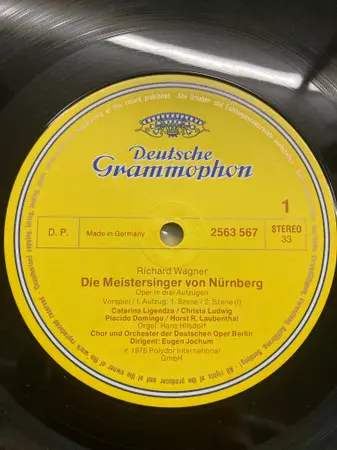 Deutsche
Grammophon
1
D. P.
Made in Germany
2563 567
STEREO
33
Richard Wagner
Die Meistersinger von Nürnberg
Oper in drei Aufzügen
Vorspiel / I. Aufzug: 1. Szene / 2. Szene (I)
Catarina Ligendza / Christa Ludwig
Placido Domingo / Horst R. Laubenthal
Orgel: Hans Hilsdorf
Chor und Orchester der Deutschen Oper Berlin
Dirigent: Eugen Jochum
℗ 1976 Polydor International
GmbH